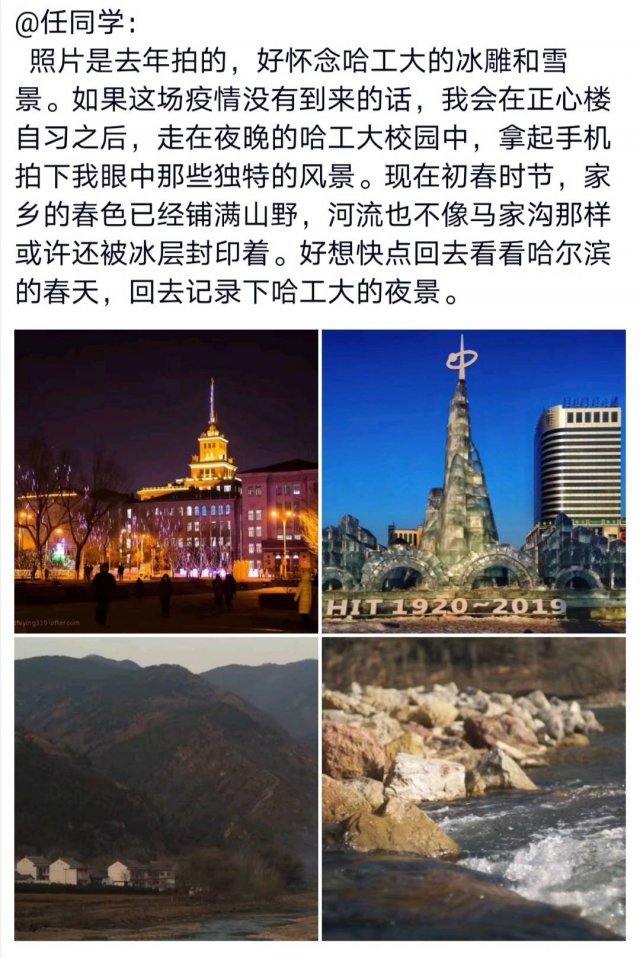 @任同学：
照片是去年拍的，好怀念哈工大的冰雕和雪
景。如果这场疫情没有到来的话，我会在正心楼
自习之后，走在夜晚的哈工大校园中，拿起手机
拍下我眼中那些独特的风景。现在初春时节，家
乡的春色已经铺满山野，河流也不像马家沟那样
或许还被冰层封印着。好想快点回去看看哈尔滨
的春天，回去记录下哈工大的夜景。
HIT 1920~2019